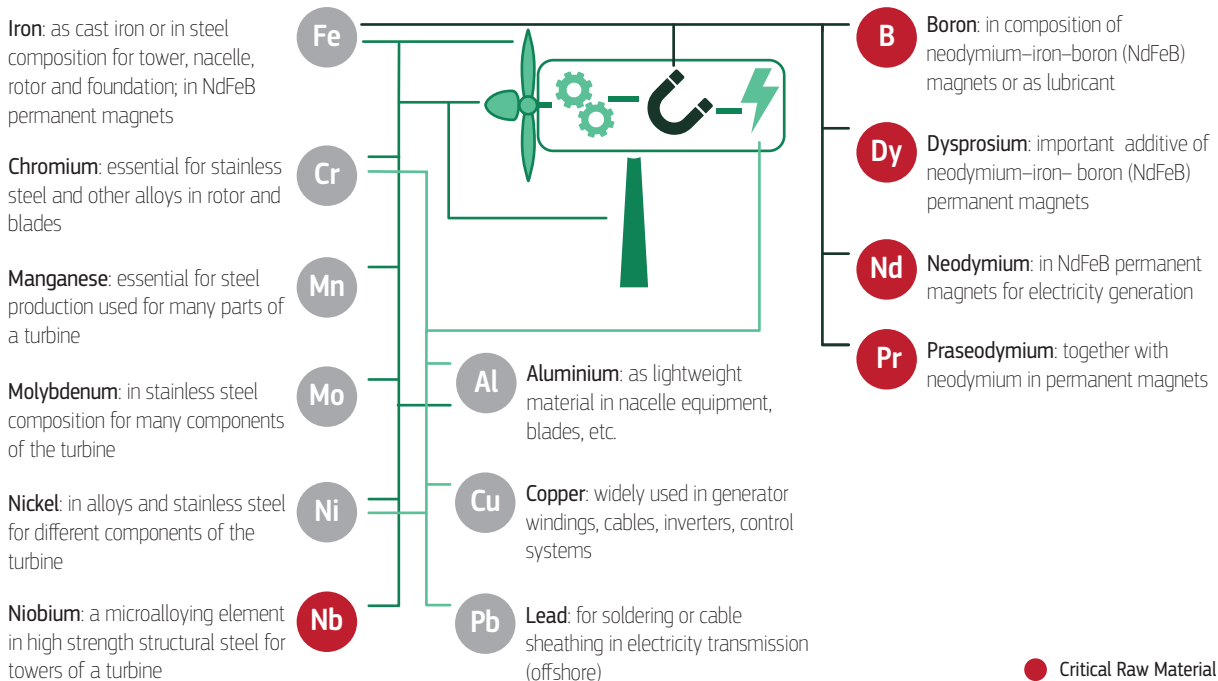 Iron: as cast iron or in steel
composition for tower, nacelle,
rotor and foundation; in NdFeB
permanent magnets
Fe
Chromium: essential for stainless
steel and other alloys in rotor and
blades
Cr
Manganese: essential for steel
production used for many parts of
a turbine
Mn
Molybdenum: in stainless steel
composition for many components
of the turbine
Mo
Nickel: in alloys and stainless steel
for different components of the
turbine
Ni
Niobium: a microalloying element
in high strength structural steel for
towers of a turbine
Nb
Al
Aluminium: as lightweight
material in nacelle equipment,
blades, etc.
Cu
Copper: widely used in generator
windings, cables, inverters, control
systems
Pb
Lead: for soldering or cable
sheathing in electricity transmission
(offshore)
B
Boron: in composition of
neodymium–iron–boron (NdFeB)
magnets or as lubricant
Dy
Dysprosium: important additive of
neodymium–iron– boron (NdFeB)
permanent magnets
Nd
Neodymium: in NdFeB permanent
magnets for electricity generation
Pr
Praseodymium: together with
neodymium in permanent magnets
Critical Raw Material